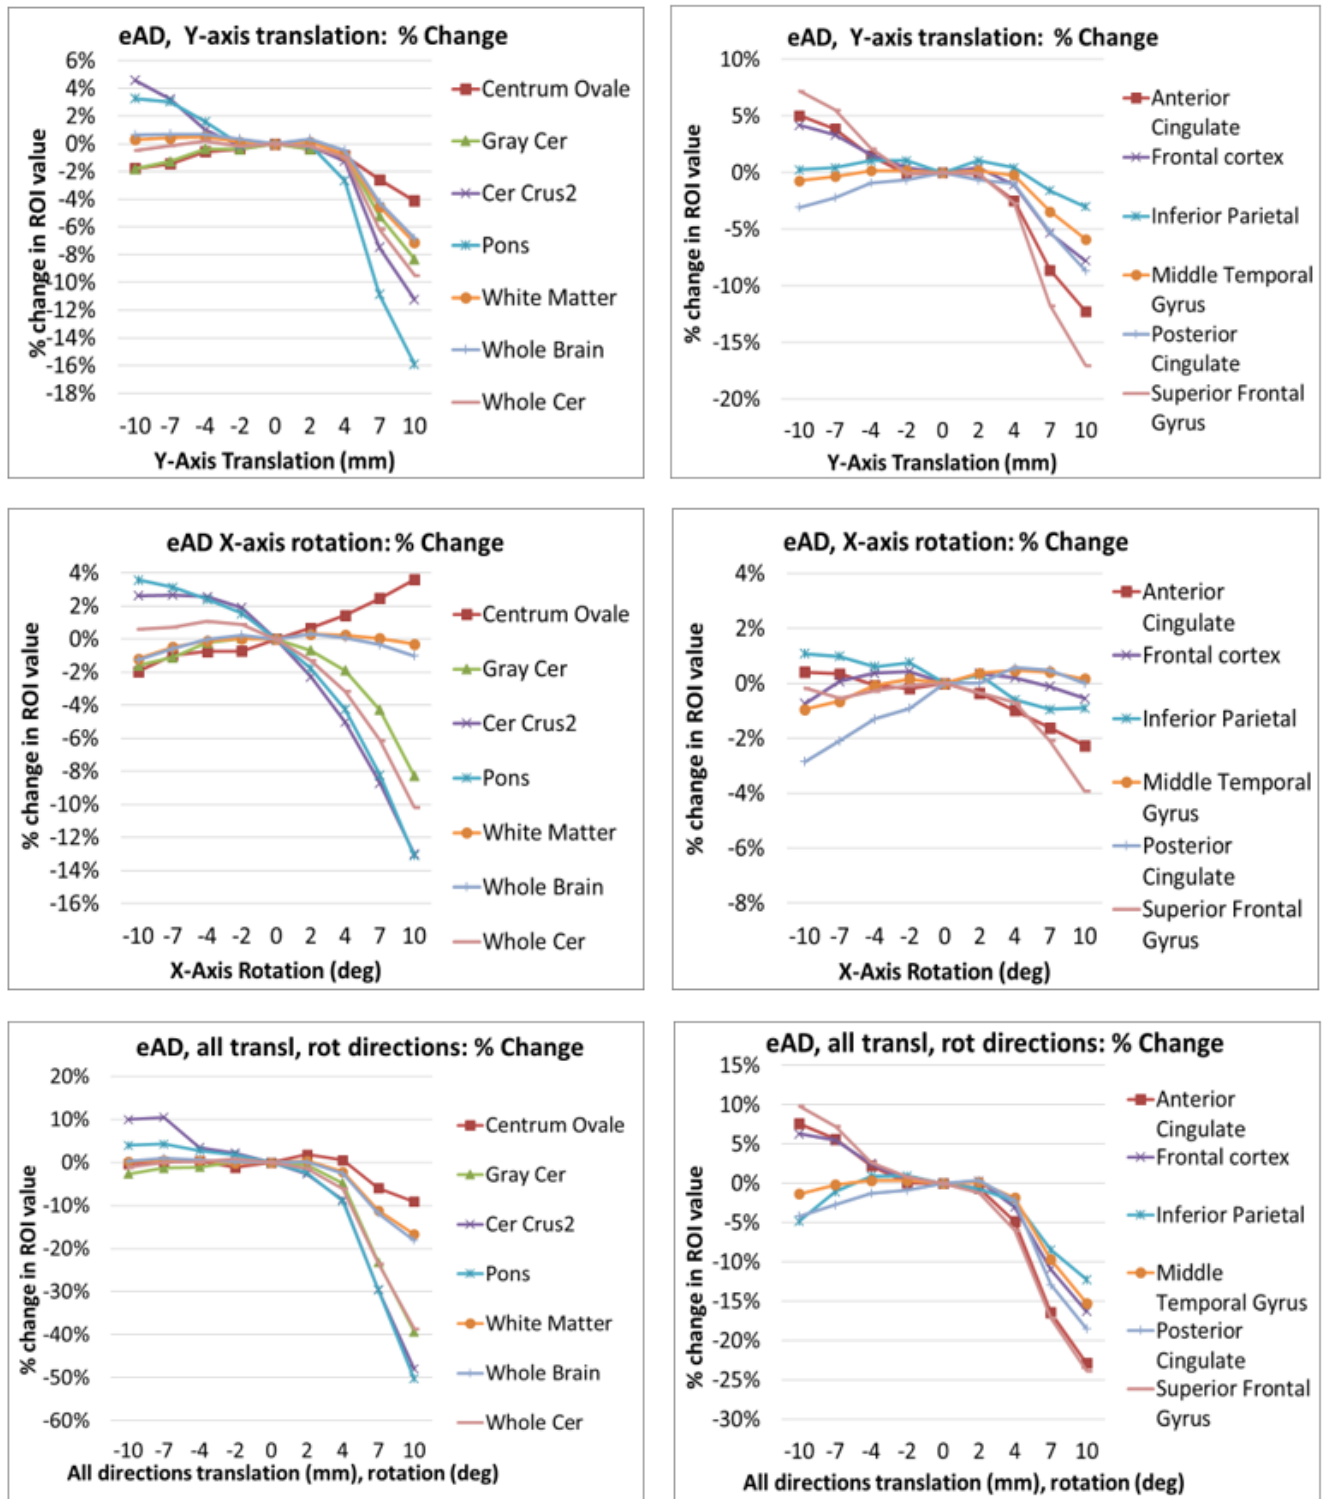 eAD, Y-axis translation: % Change
6%
4%
2%
0%
-2%
-4%
-6%
-8%
-10%
-12%
-14%
-16%
-18%
% change in ROI value
-10 -7 -4 -2 0 2 4 7 10
Y-Axis Translation (mm)
Centrum Ovale
Gray Cer
Cer Crus2
Pons
White Matter
Whole Brain
Whole Cer
eAD, Y-axis translation: % Change
10%
5%
0%
-5%
-10%
-15%
-20%
% change in ROI value
-10 -7 -4 -2 0 2 4 7 10
Y-Axis Translation (mm)
Anterior
Cingulate
Frontal cortex
Inferior Parietal
Middle Temporal
Gyrus
Posterior
Cingulate
Superior Frontal
Gyrus
eAD X-axis rotation: % Change
4%
2%
0%
-2%
-4%
-6%
-8%
-10%
-12%
-14%
-16%
% change in ROI value
-10 -7 -4 -2 0 2 4 7 10
X-Axis Rotation (deg)
Centrum Ovale
Gray Cer
Cer Crus2
Pons
White Matter
Whole Brain
Whole Cer
eAD, X-axis rotation: % Change
4%
2%
0%
-2%
-4%
-6%
-8%
% change in ROI value
-10 -7 -4 -2 0 2 4 7 10
X-Axis Rotation (deg)
Anterior
Cingulate
Frontal cortex
Inferior Parietal
Middle Temporal
Gyrus
Posterior
Cingulate
Superior Frontal
Gyrus
eAD, all transl, rot directions: % Change
20%
10%
0%
-10%
-20%
-30%
-40%
-50%
-60%
% change in ROI value
-10 -7 -4 -2 0 2 4 7 10
All directions translation (mm), rotation (deg)
Centrum Ovale
Gray Cer
Cer Crus2
Pons
White Matter
Whole Brain
Whole Cer
eAD, all transl, rot directions: % Change
15%
10%
5%
0%
-5%
-10%
-15%
-20%
-25%
-30%
% change in ROI value
-10 -7 -4 -2 0 2 4 7 10
All directions translation (mm), rotation (deg)
Anterior
Cingulate
Frontal cortex
Inferior Parietal
Middle
Temporal Gyrus
Posterior
Cingulate
Superior Frontal
Gyrus